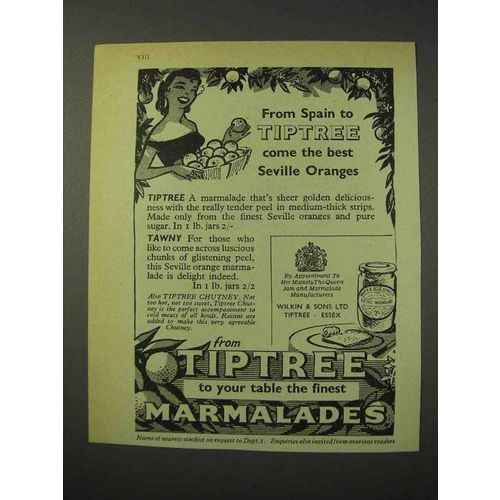 viii
From Spain to
TIPTREE
come the best
Seville Oranges
TIPTREE A marmalade that's sheer golden delicious-
ness with the really tender peel in medium-thick strips.
Made only from the finest Seville oranges and pure
sugar. In 1 lb. jars 2/-
TAWNY For those who
like to come across luscious
chunks of glistening peel,
this Seville orange marma-
lade is delight indeed.
In 1 lb. jars 2/2
Also TIPTREE CHUTNEY. Not
too hot, not too sweet, Tiptree Chut-
ney is the perfect accompaniment to
cold meats of all kinds. Raisins are
added to make this very agreeable
Chutney.
By Appointment To
Her Majesty The Queen
Jam and Marmalade
Manufacturers
WILKIN & SONS LTD
TIPTREE · ESSEX
from
TIPTREE
to your table the finest
MARMALADES
Name of nearest stockist on request to Dept.1. Enquiries also invited from overseas readers